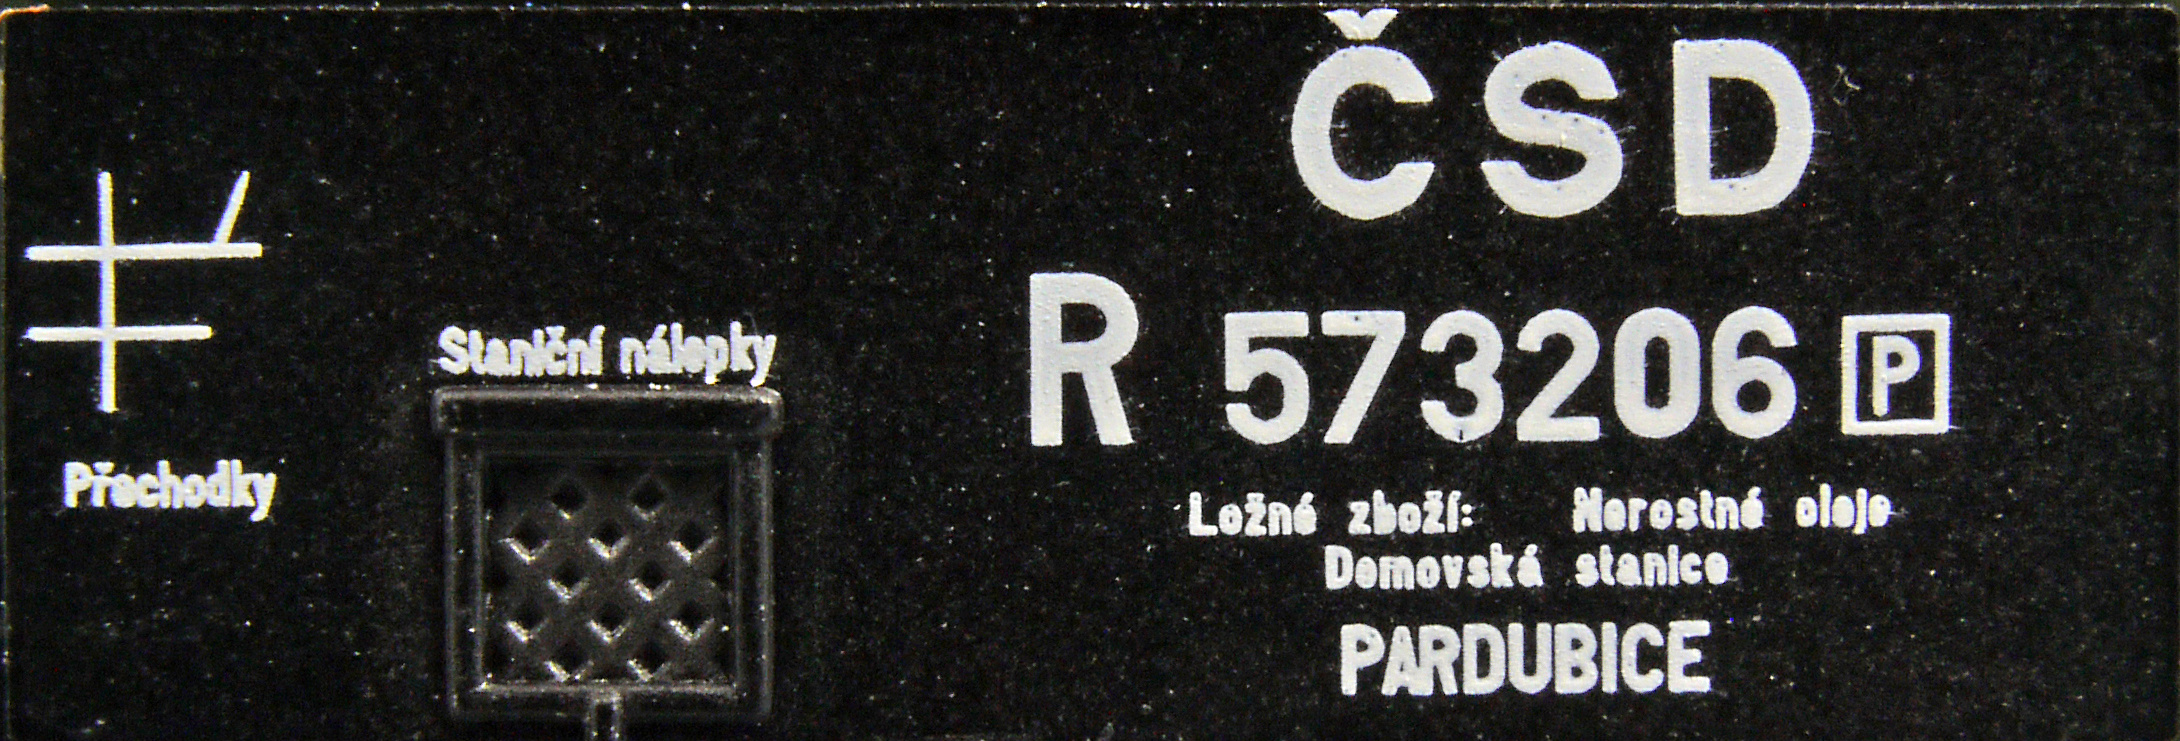 ČSD
R 573206 P
Staniční nálepky
Přechodky
Ložné zboží: Nerostné oleje
Domovská stanice
PARDUBICE